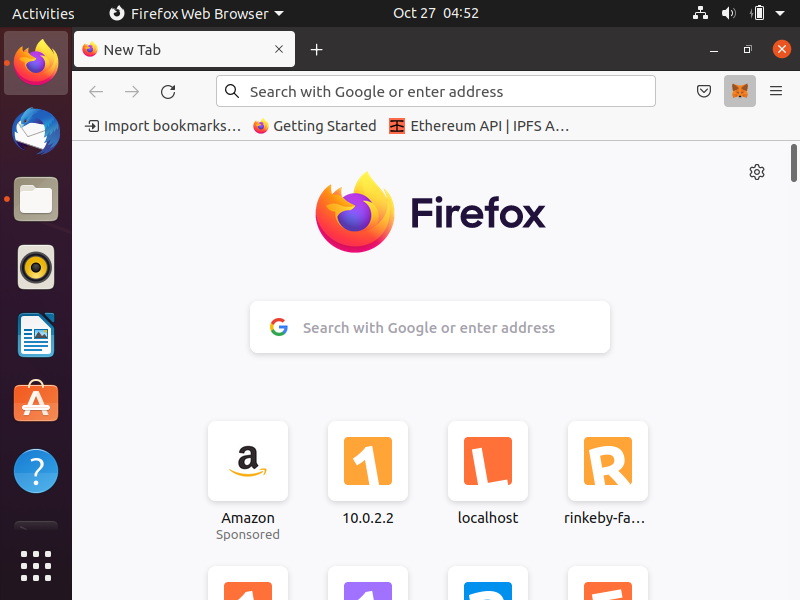 Activities Firefox Web Browser Oct 27 04:52
New Tab
Search with Google or enter address
Import bookmarks… Getting Started Ethereum API | IPFS A…
Firefox
Search with Google or enter address
a 1 L R
Amazon 10.0.2.2 localhost rinkeby-fa…
Sponsored